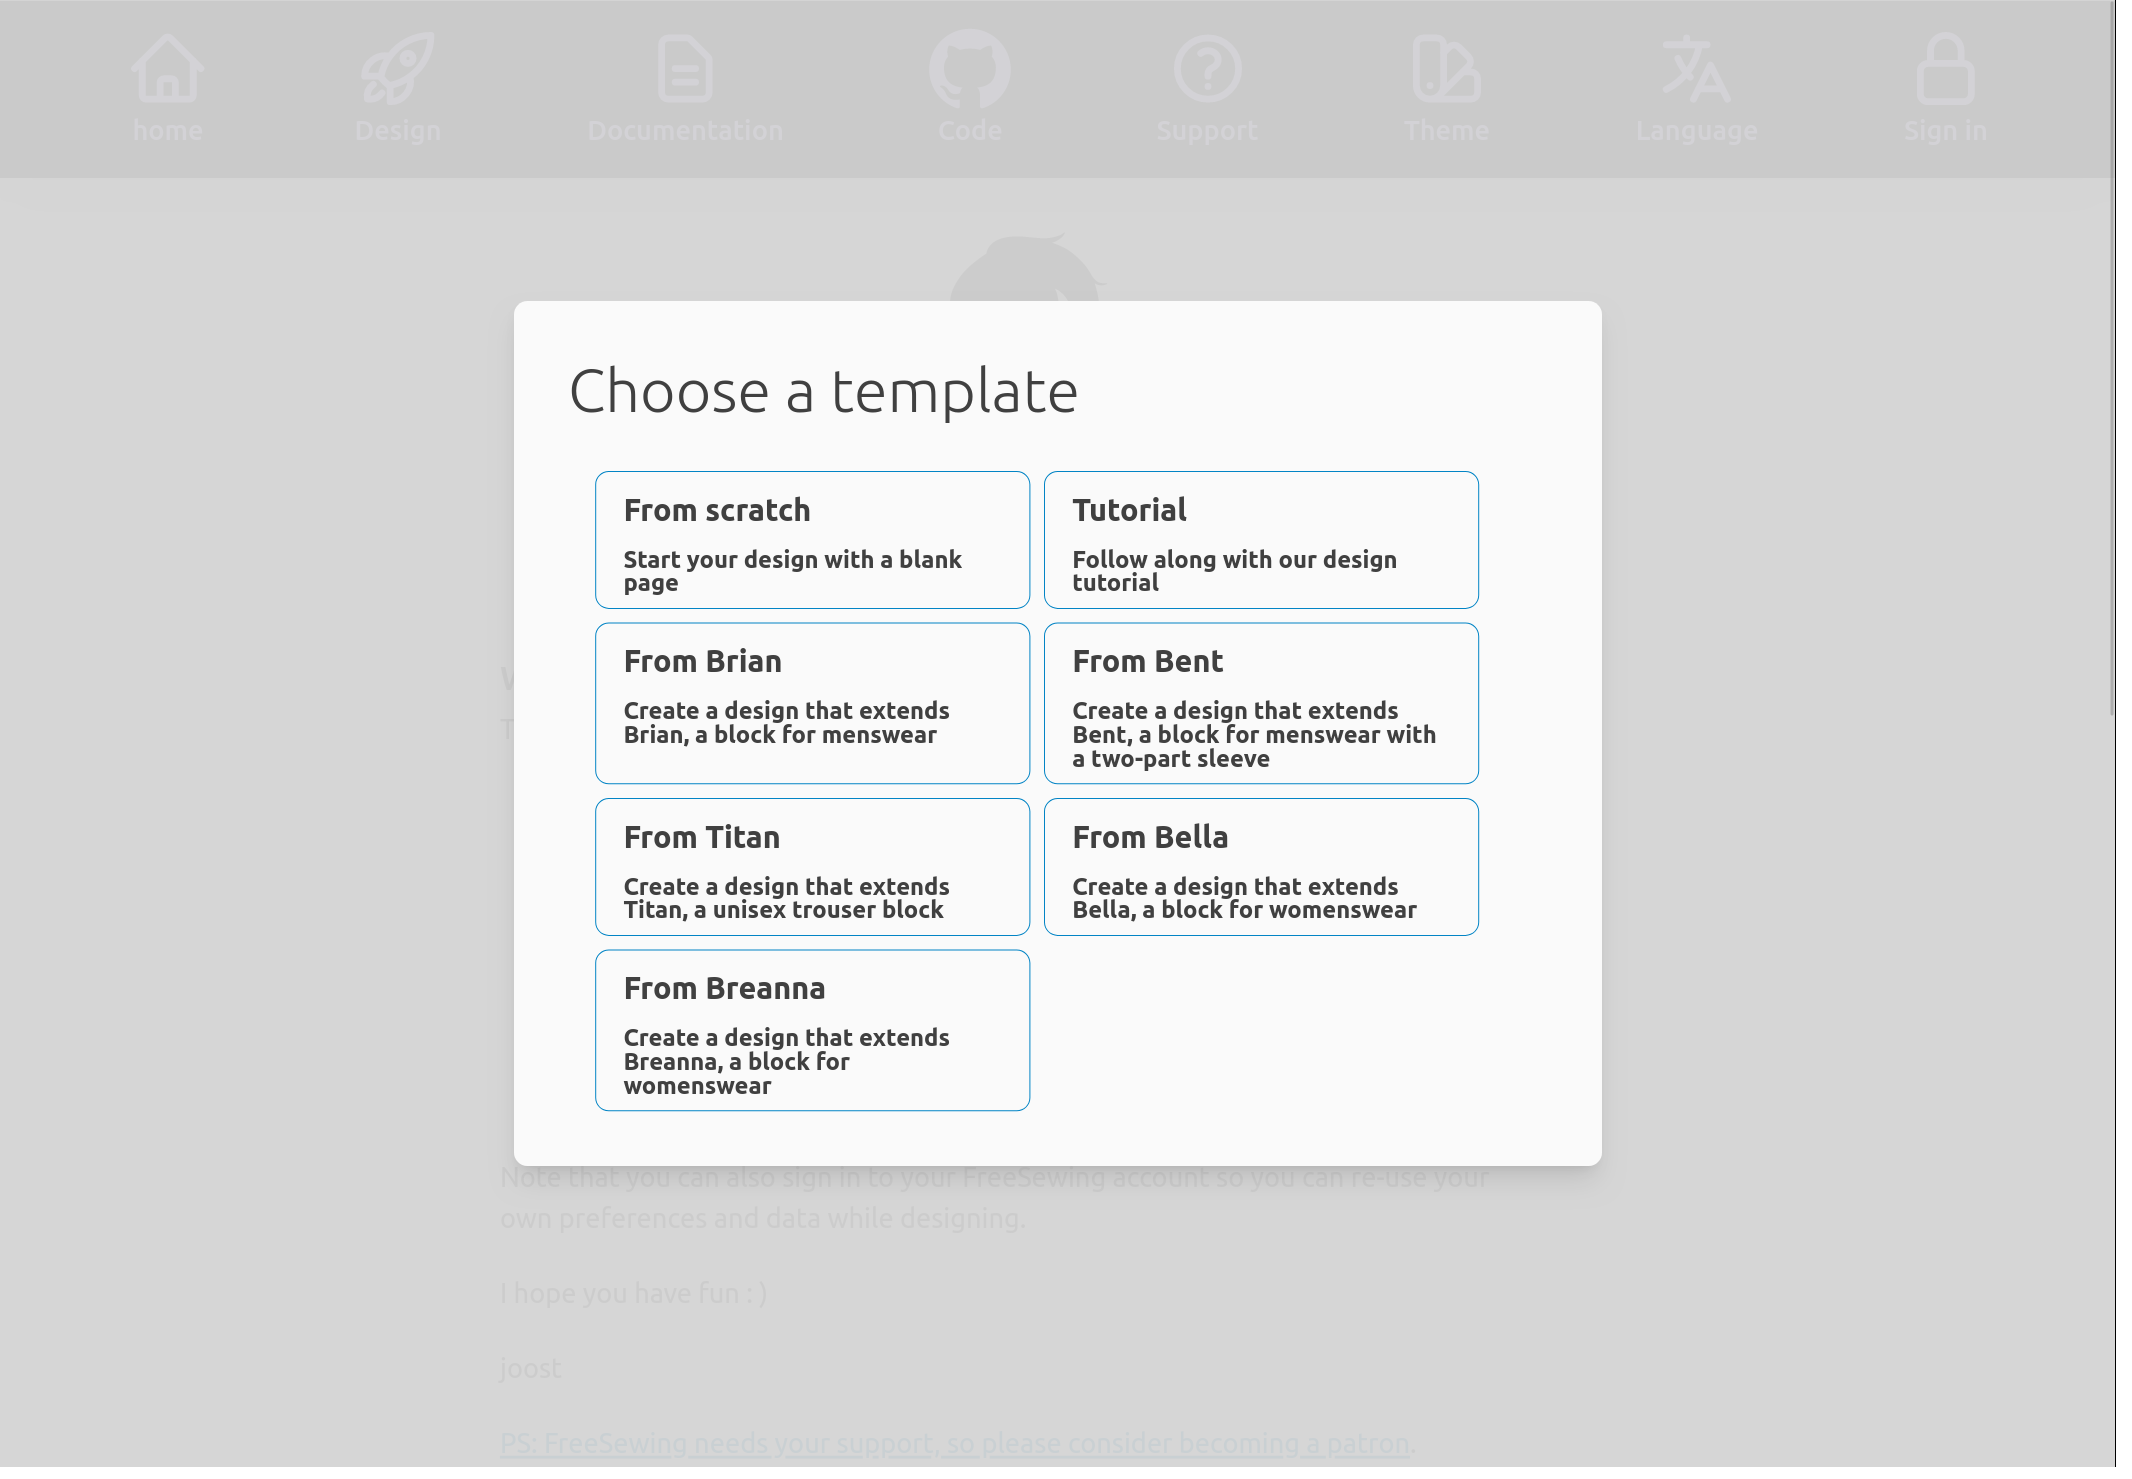 home
Design
Documentation
Code
Support
Theme
Language
Sign in
Choose a template
From scratch
Start your design with a blank
page
Tutorial
Follow along with our design
tutorial
From Brian
Create a design that extends
Brian, a block for menswear
From Bent
Create a design that extends
Bent, a block for menswear with
a two-part sleeve
From Titan
Create a design that extends
Titan, a unisex trouser block
From Bella
Create a design that extends
Bella, a block for womenswear
From Breanna
Create a design that extends
Breanna, a block for
womenswear
Note that you can also sign in to your FreeSewing account so you can re-use your
own preferences and data while designing.
I hope you have fun : )
joost
PS: FreeSewing needs your support, so please consider becoming a patron.